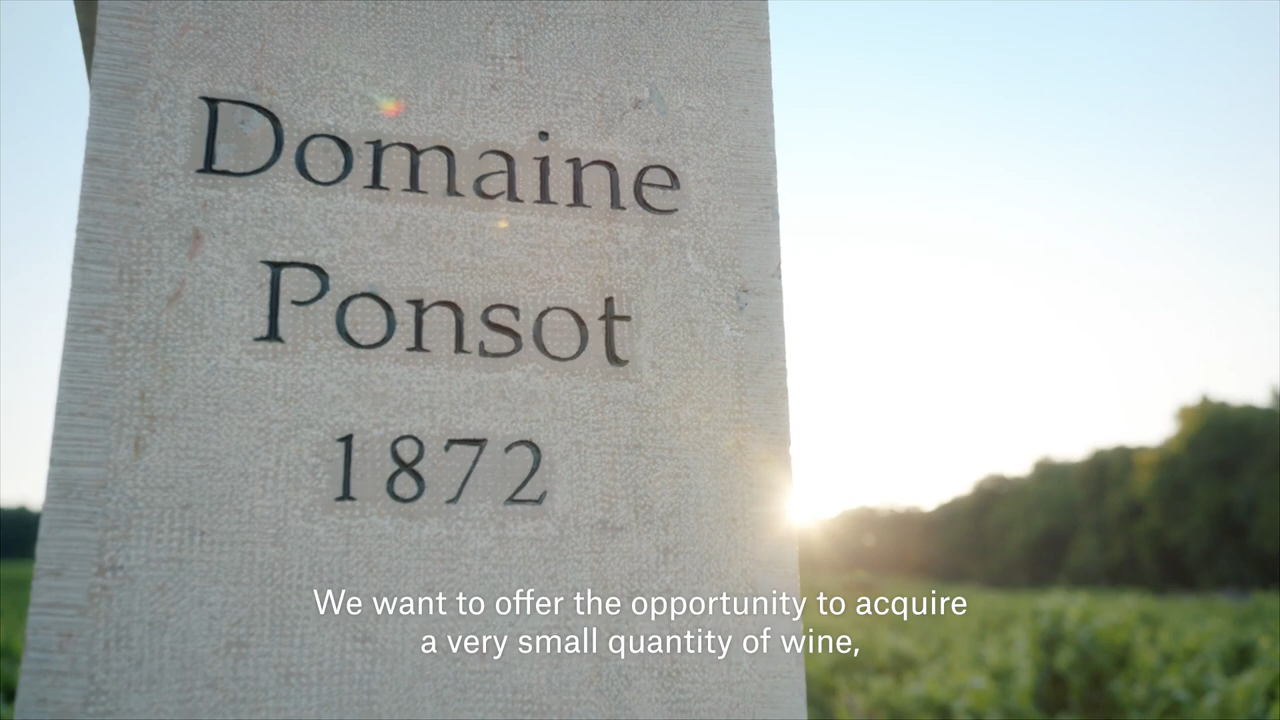 Domaine
Ponsot
1872
We want to offer the opportunity to acquire
a very small quantity of wine,